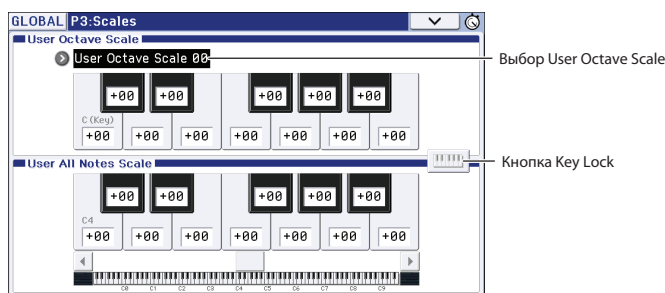 GLOBAL P3:Scales
User Octave Scale
User Octave Scale 00
Выбор User Octave Scale
+00 +00 +00 +00 +00
C (Key)
+00 +00 +00 +00 +00 +00 +00
User All Notes Scale
Кнопка Key Lock
+00 +00 +00 +00 +00
C4
+00 +00 +00 +00 +00 +00 +00
C0 C1 C2 C3 C4 C5 C6 C7 C8 C9